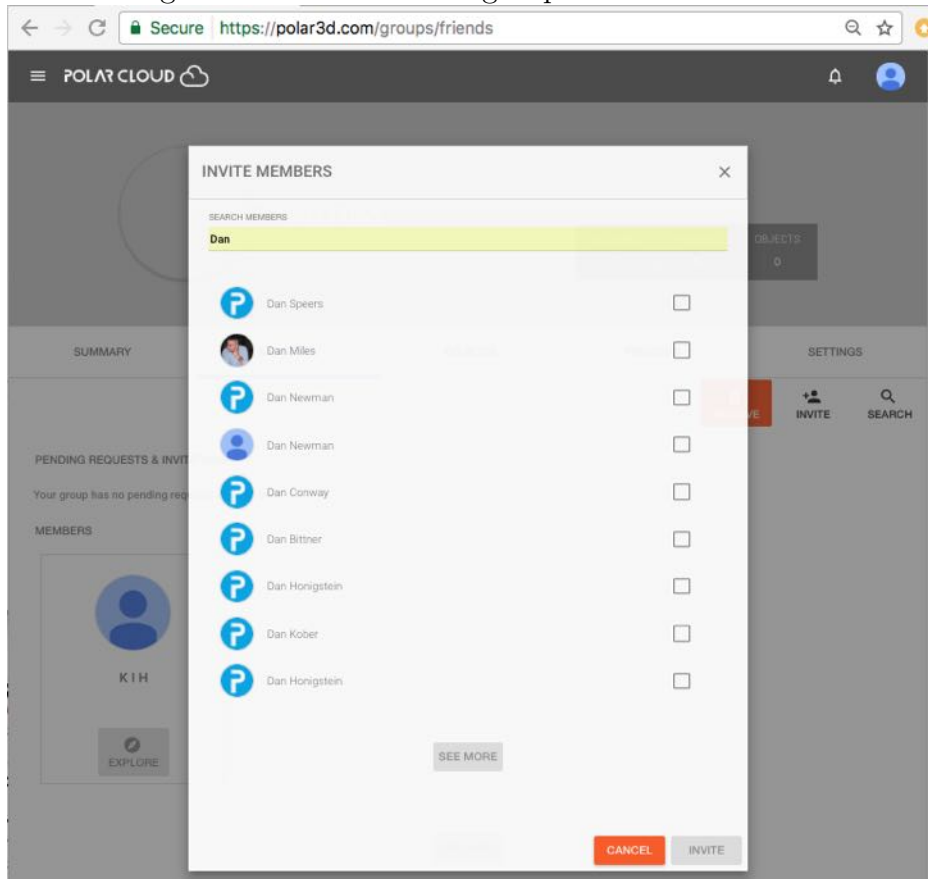 Secure https://polar3d.com/groups/friends
POLAR CLOUD
INVITE MEMBERS
SEARCH MEMBERS
Dan
OBJECTS
0
Dan Speers
SUMMARY
Dan Miles
SETTINGS
Dan Newman
INVITE
SEARCH
Dan Newman
PENDING REQUESTS & INVIT
Your group has no pending req
Dan Conway
MEMBERS
Dan Bittner
Dan Honigstein
Dan Kober
KIH
Dan Honigstein
SEE MORE
EXPLORE
CANCEL
INVITE